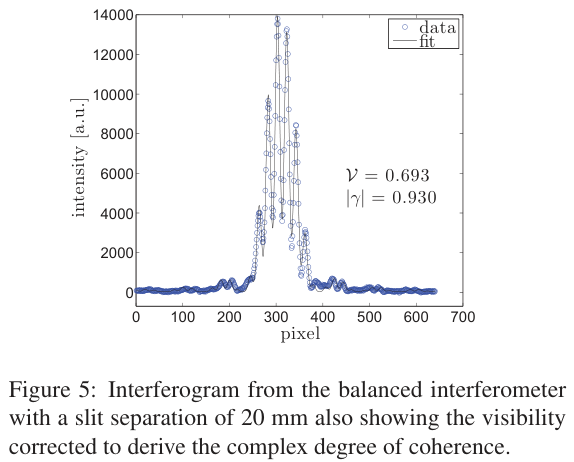 14000
12000
10000
8000
6000
4000
2000
0
intensity [a.u.]
data
fit
𝒱 = 0.693
|γ| = 0.930
0 100 200 300 400 500 600 700
pixel
Figure 5: Interferogram from the balanced interferometer
with a slit separation of 20 mm also showing the visibility
corrected to derive the complex degree of coherence.